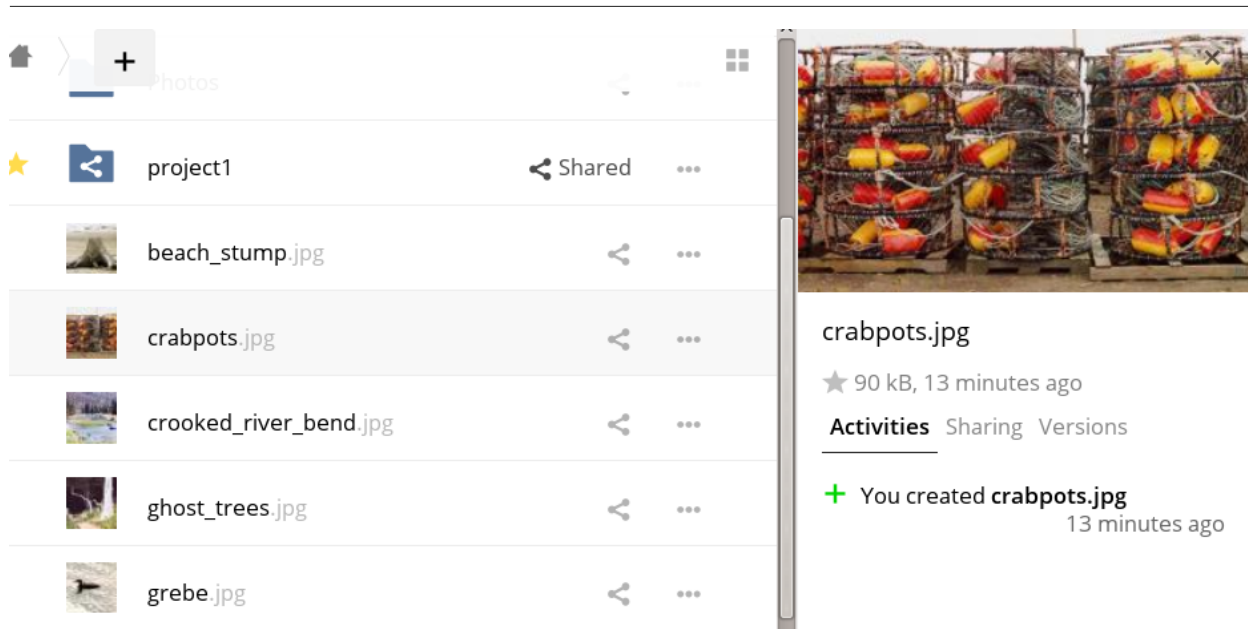 +
Photos
project1 Shared
beach_stump.jpg
crabpots.jpg
crooked_river_bend.jpg
ghost_trees.jpg
grebe.jpg
crabpots.jpg
90 kB, 13 minutes ago
Activities Sharing Versions
+ You created crabpots.jpg
13 minutes ago